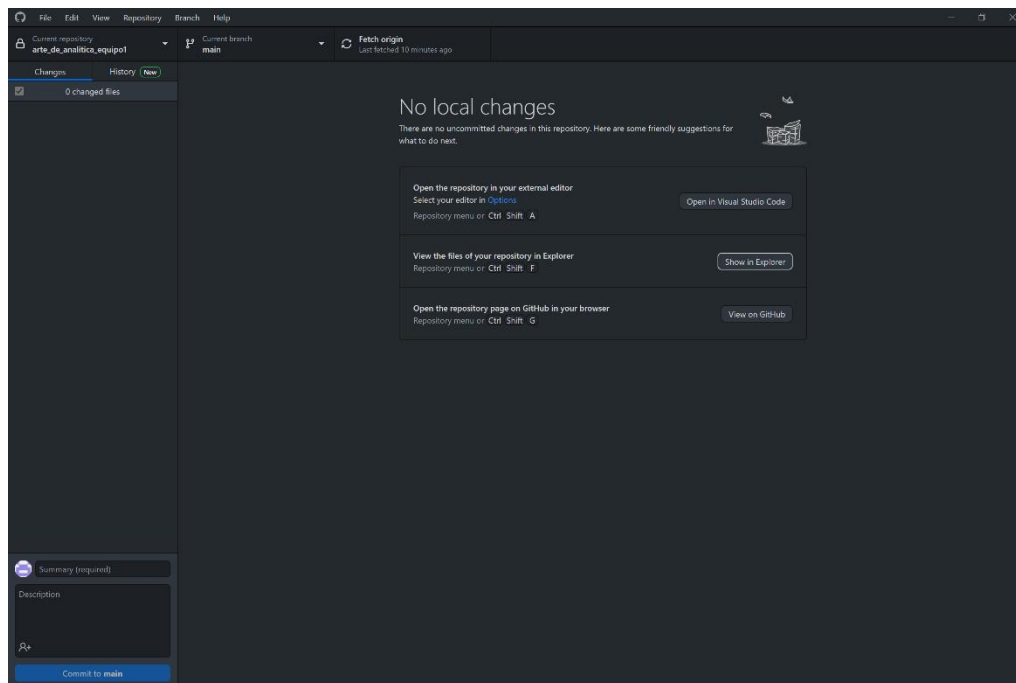 File Edit View Repository Branch Help
Current repository
arte_de_analitica_equipo1
Current branch
main
Fetch origin
Last fetched 10 minutes ago
Changes
History New
0 changed files
No local changes
There are no uncommitted changes in this repository. Here are some friendly suggestions for
what to do next.
Open the repository in your external editor
Select your editor in Options
Repository menu or Ctrl Shift A
Open in Visual Studio Code
View the files of your repository in Explorer
Repository menu or Ctrl Shift F
Show in Explorer
Open the repository page on GitHub in your browser
Repository menu or Ctrl Shift G
View on GitHub
Summary (required)
Description
Commit to main